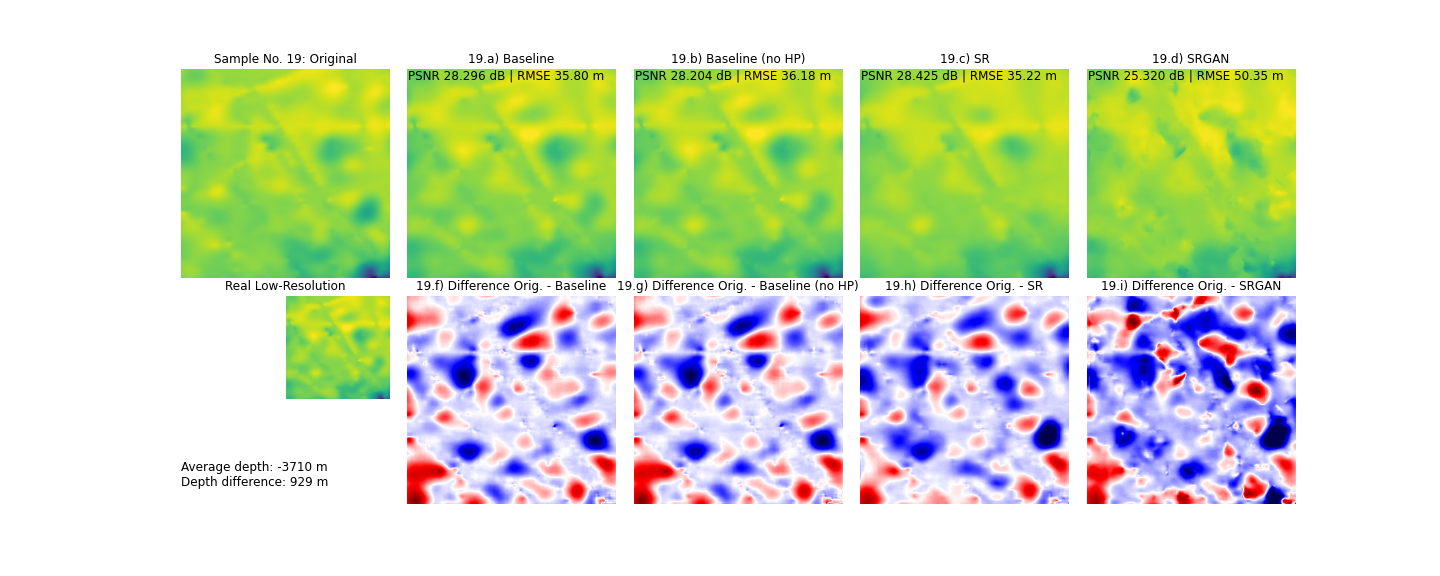 Sample No. 19: Original
19.a) Baseline
19.b) Baseline (no HP)
19.c) SR
19.d) SRGAN
PSNR 28.296 dB | RMSE 35.80 m
PSNR 28.204 dB | RMSE 36.18 m
PSNR 28.425 dB | RMSE 35.22 m
PSNR 25.320 dB | RMSE 50.35 m
Real Low-Resolution
19.f) Difference Orig. - Baseline
19.g) Difference Orig. - Baseline (no HP)
19.h) Difference Orig. - SR
19.i) Difference Orig. - SRGAN
Average depth: -3710 m
Depth difference: 929 m